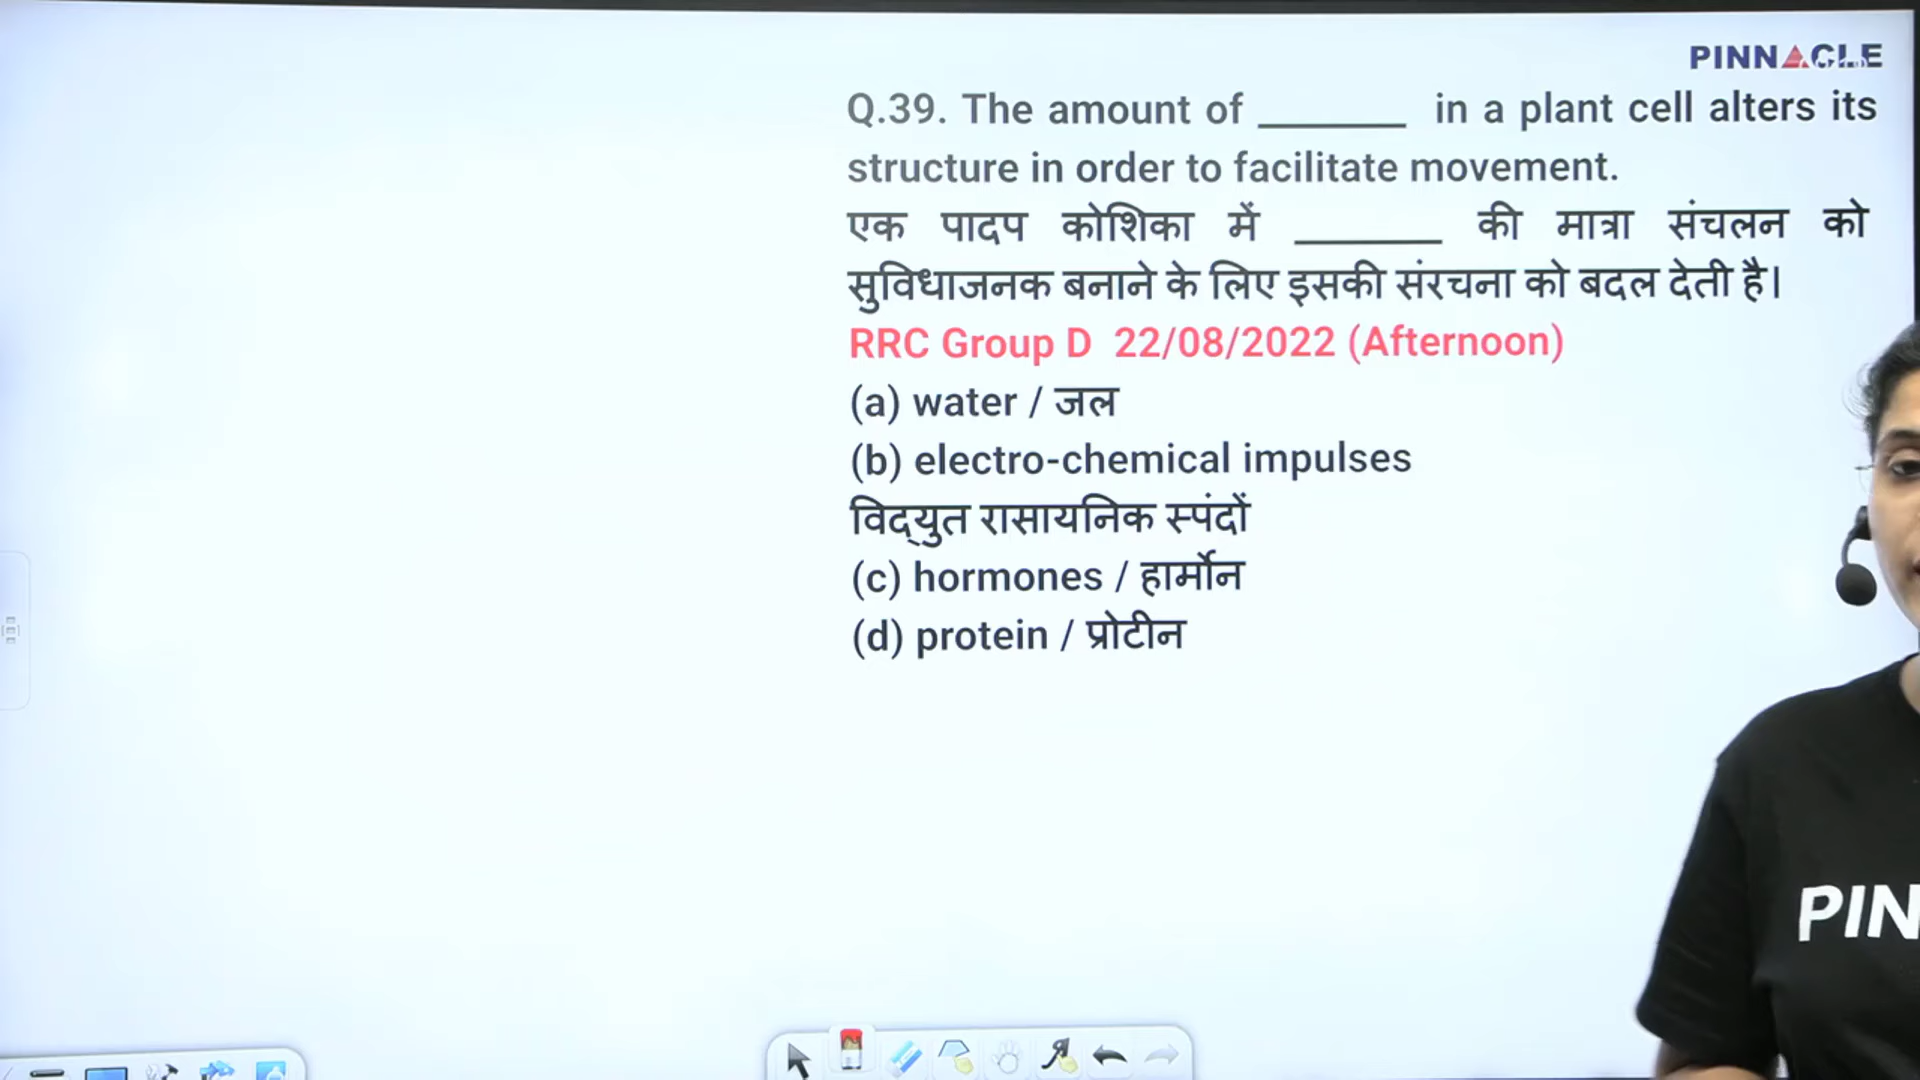 PINNACLE
Q.39. The amount of _______ in a plant cell alters its
structure in order to facilitate movement.
एक पादप कोशिका में _______ की मात्रा संचलन को
सुविधाजनक बनाने के लिए इसकी संरचना को बदल देती है।
RRC Group D 22/08/2022 (Afternoon)
(a) water / जल
(b) electro-chemical impulses
विद्युत रासायनिक स्पंदों
(c) hormones / हार्मोन
(d) protein / प्रोटीन
PIN